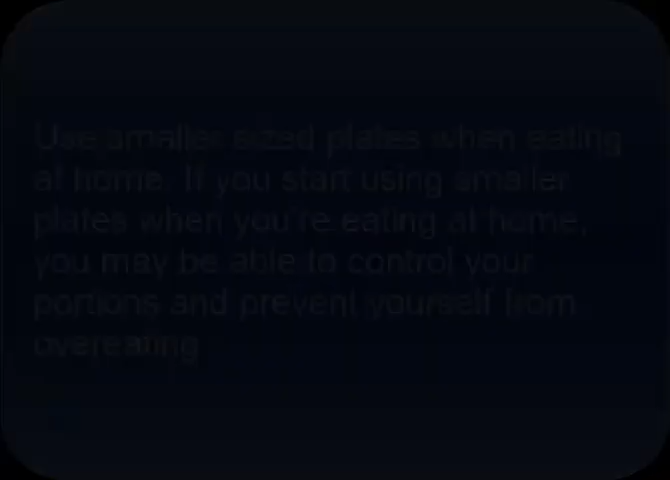 Use smaller sized plates when eating
at home. If you start using smaller
plates when you're eating at home,
you may be able to control your
portions and prevent yourself from
overeating